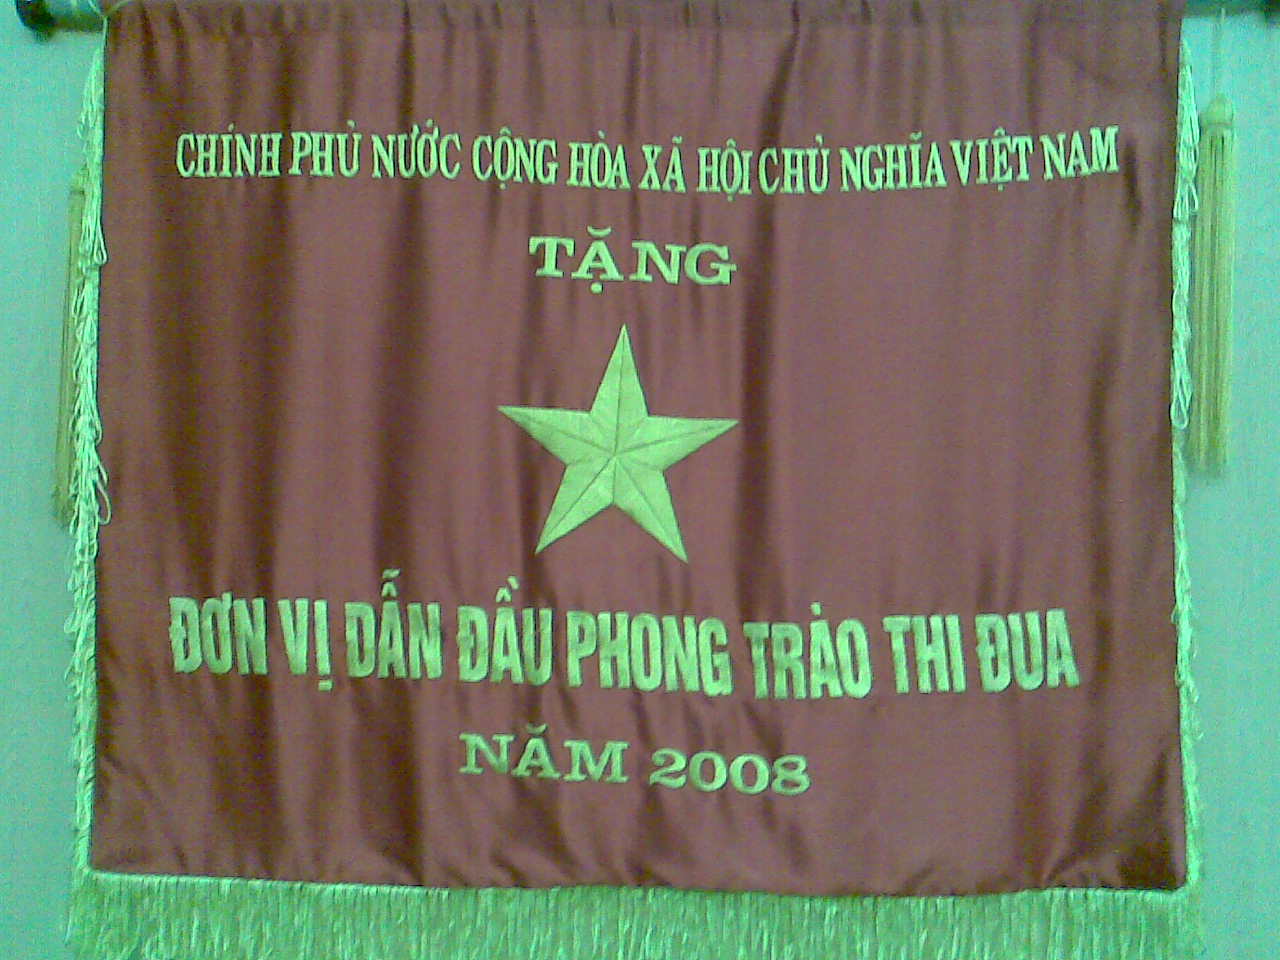 CHÍNH PHỦ NƯỚC CỘNG HÒA XÃ HỘI CHỦ NGHĨA VIỆT NAM
TẶNG
ĐƠN VỊ DẪN ĐẦU PHONG TRÀO THI ĐUA
NĂM 2008